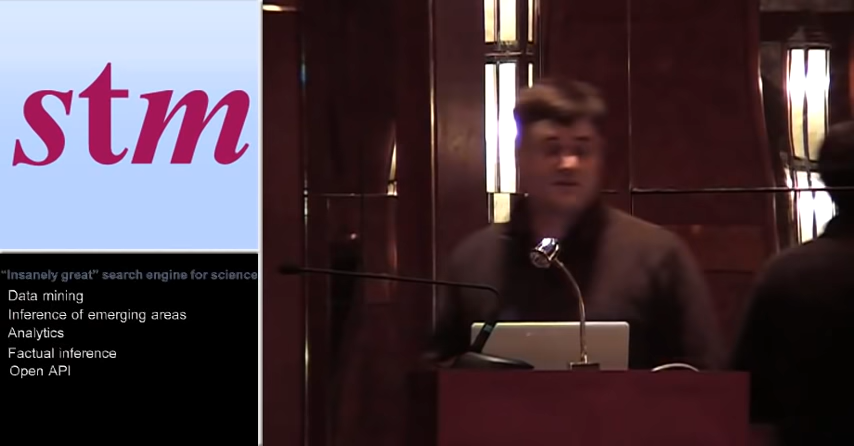 stm
"Insanely great" search engine for science
Data mining
Inference of emerging areas
Analytics
Factual inference
Open API